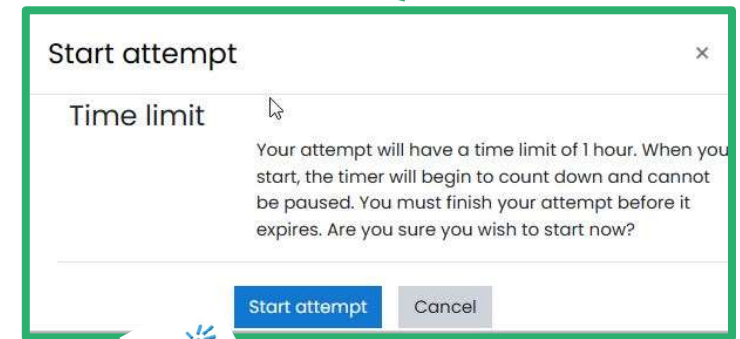 Start attempt ×
Time limit
Your attempt will have a time limit of 1 hour. When you
start, the timer will begin to count down and cannot
be paused. You must finish your attempt before it
expires. Are you sure you wish to start now?
Start attempt Cancel